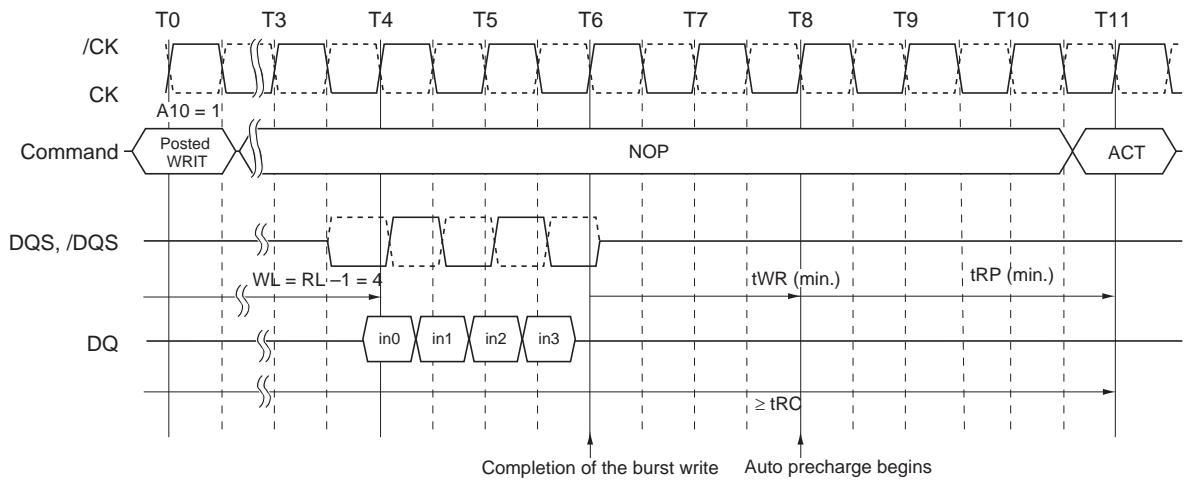 T0 T3 T4 T5 T6 T7 T8 T9 T10 T11
/CK
CK
A10 = 1
Command
Posted
WRIT
NOP
ACT
DQS, /DQS
WL = RL –1 = 4
tWR (min.)
tRP (min.)
DQ
in0 in1 in2 in3
≥ tRC
Completion of the burst write
Auto precharge begins